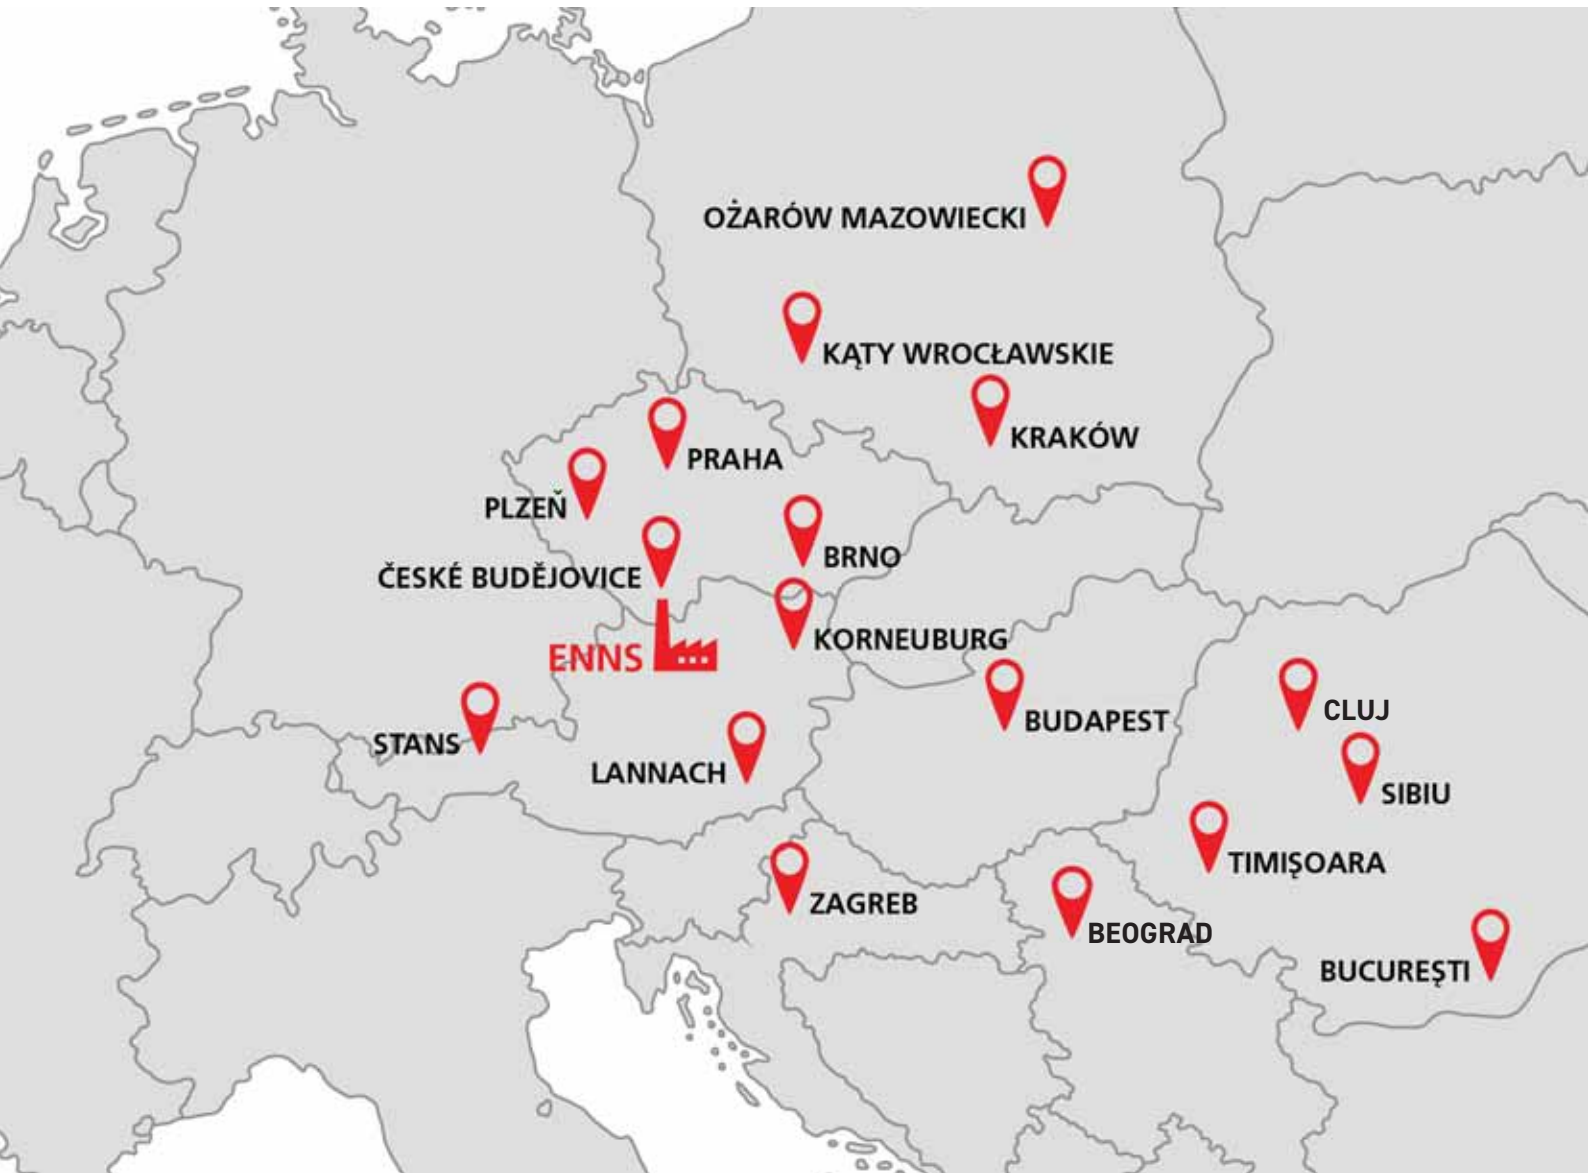 OŻARÓW MAZOWIECKI
KĄTY WROCŁAWSKIE
KRAKÓW
PRAHA
PLZEŇ
BRNO
ČESKÉ BUDĚJOVICE
KORNEUBURG
ENNS
CLUJ
BUDAPEST
STANS
LANNACH
SIBIU
TIMIŞOARA
ZAGREB
BEOGRAD
BUCUREŞTI